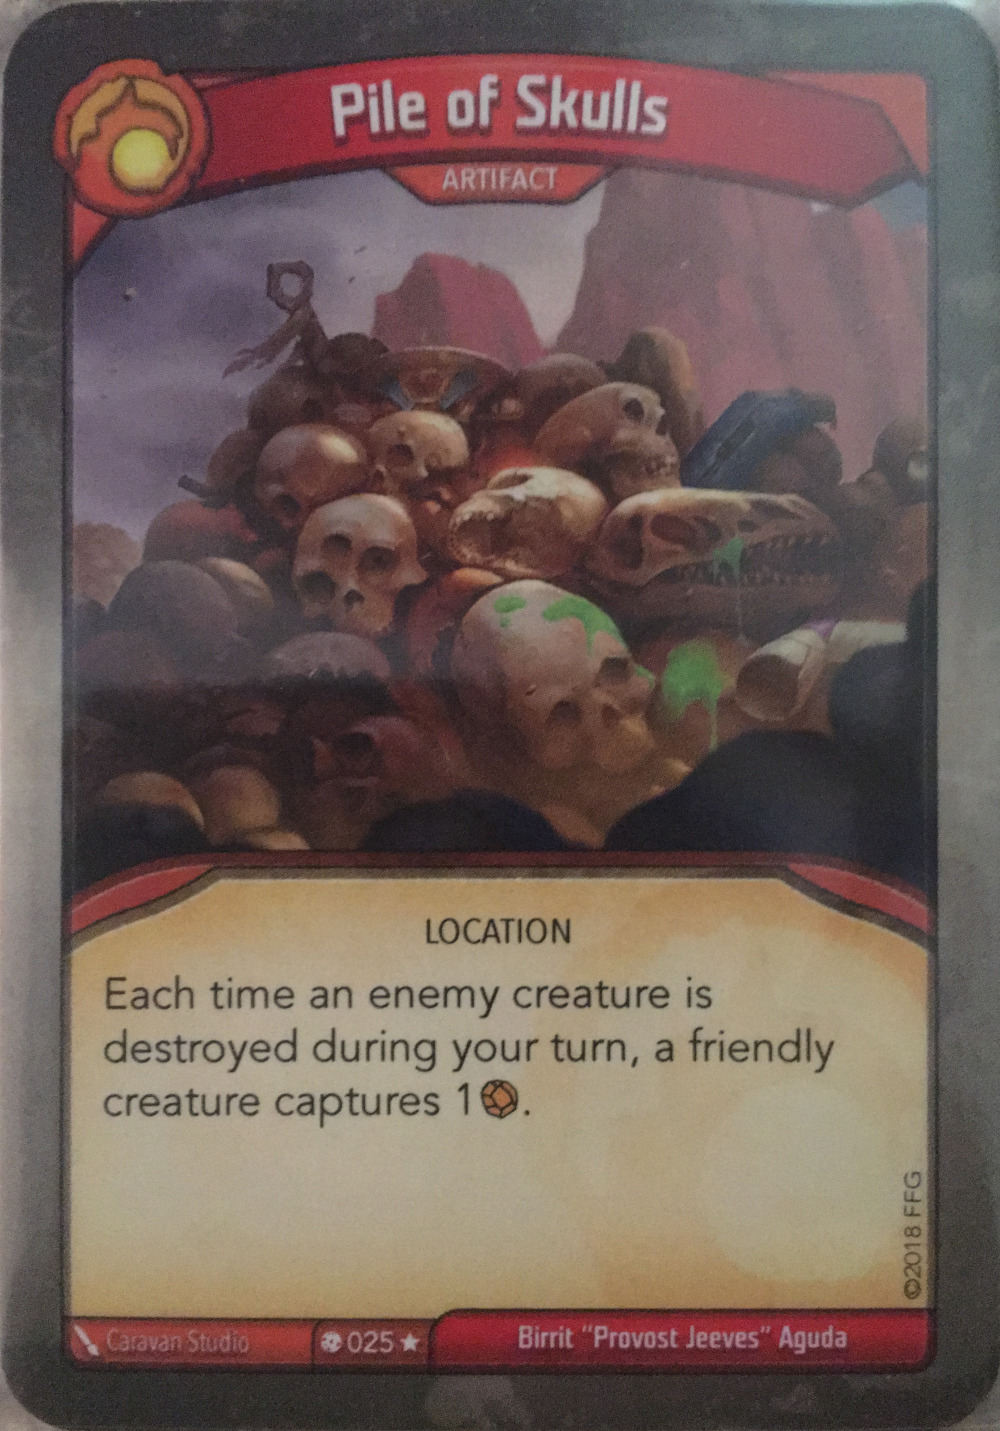 Pile of Skulls
ARTIFACT
LOCATION
Each time an enemy creature is
destroyed during your turn, a friendly
creature captures 1.
©2018 FFG
Caravan Studio
025
Birrit "Provost Jeeves" Aguda